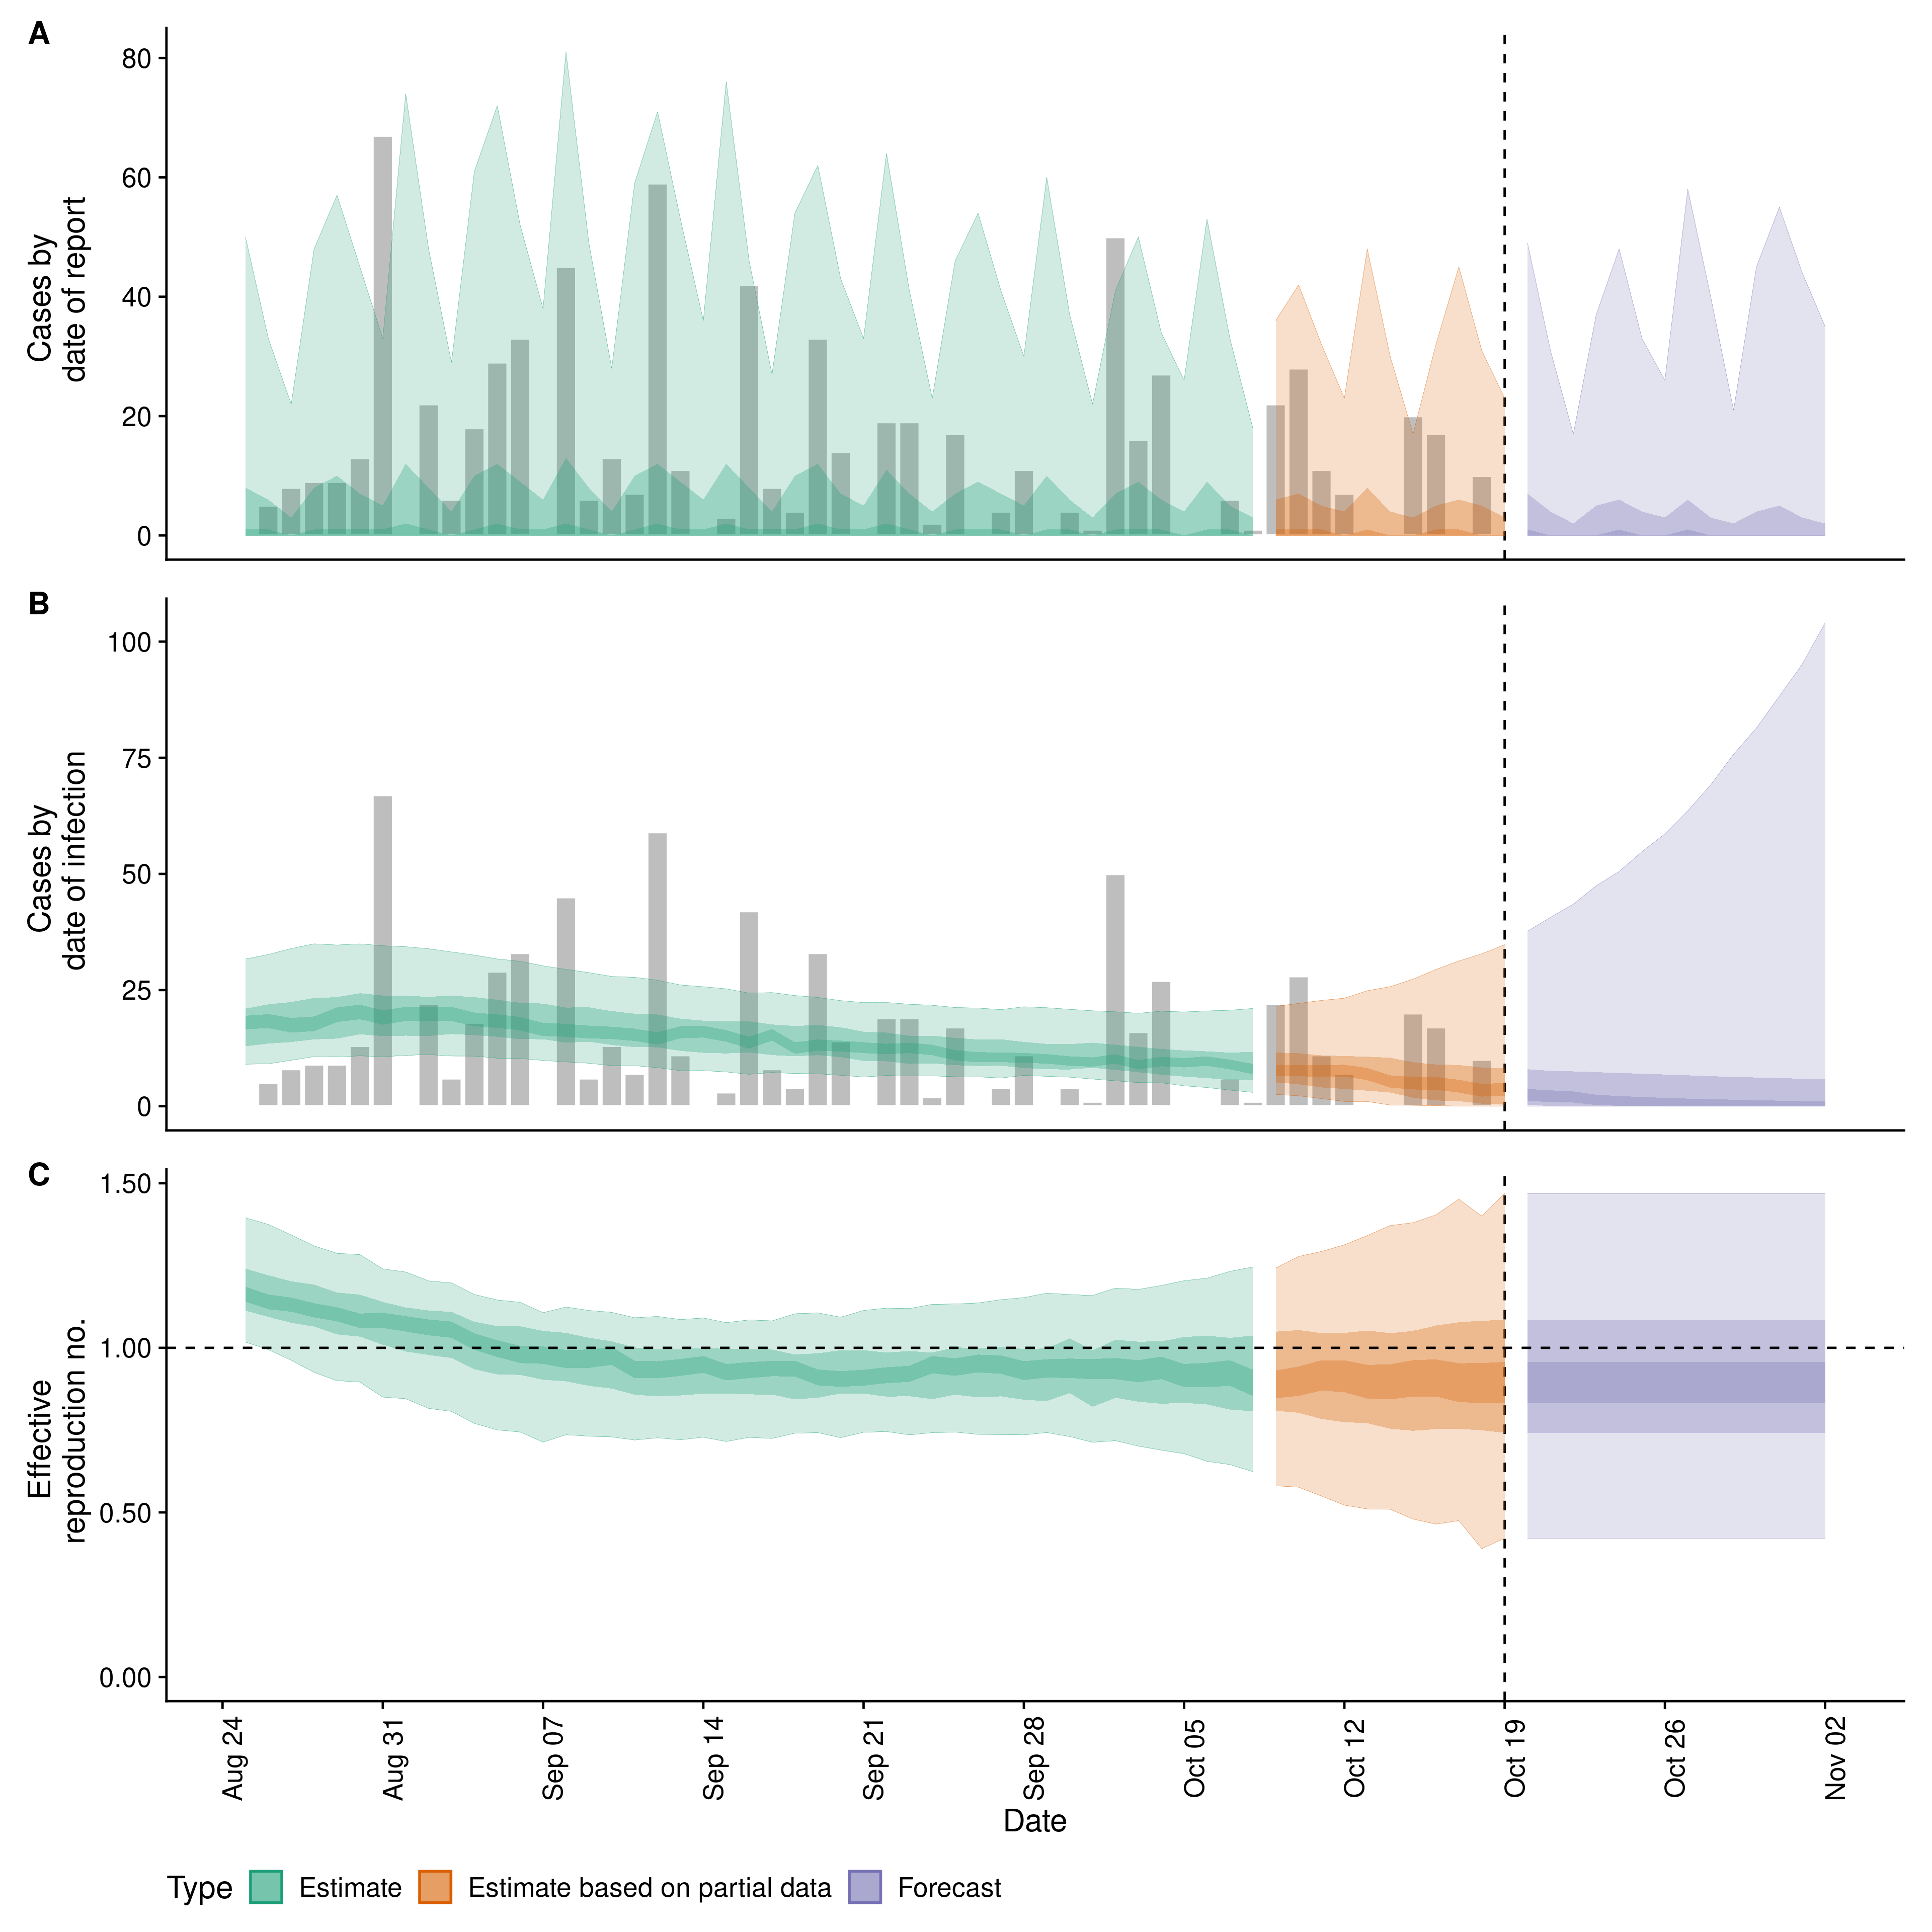 A
80
60
40
20
0
Cases by
date of report
B
100
75
50
25
0
Cases by
date of infection
C
1.50
1.00
0.50
0.00
Effective
reproduction no.
Aug 24
Aug 31
Sep 07
Sep 14
Sep 21
Sep 28
Oct 05
Oct 12
Oct 19
Oct 26
Nov 02
Date
Type Estimate Estimate based on partial data Forecast